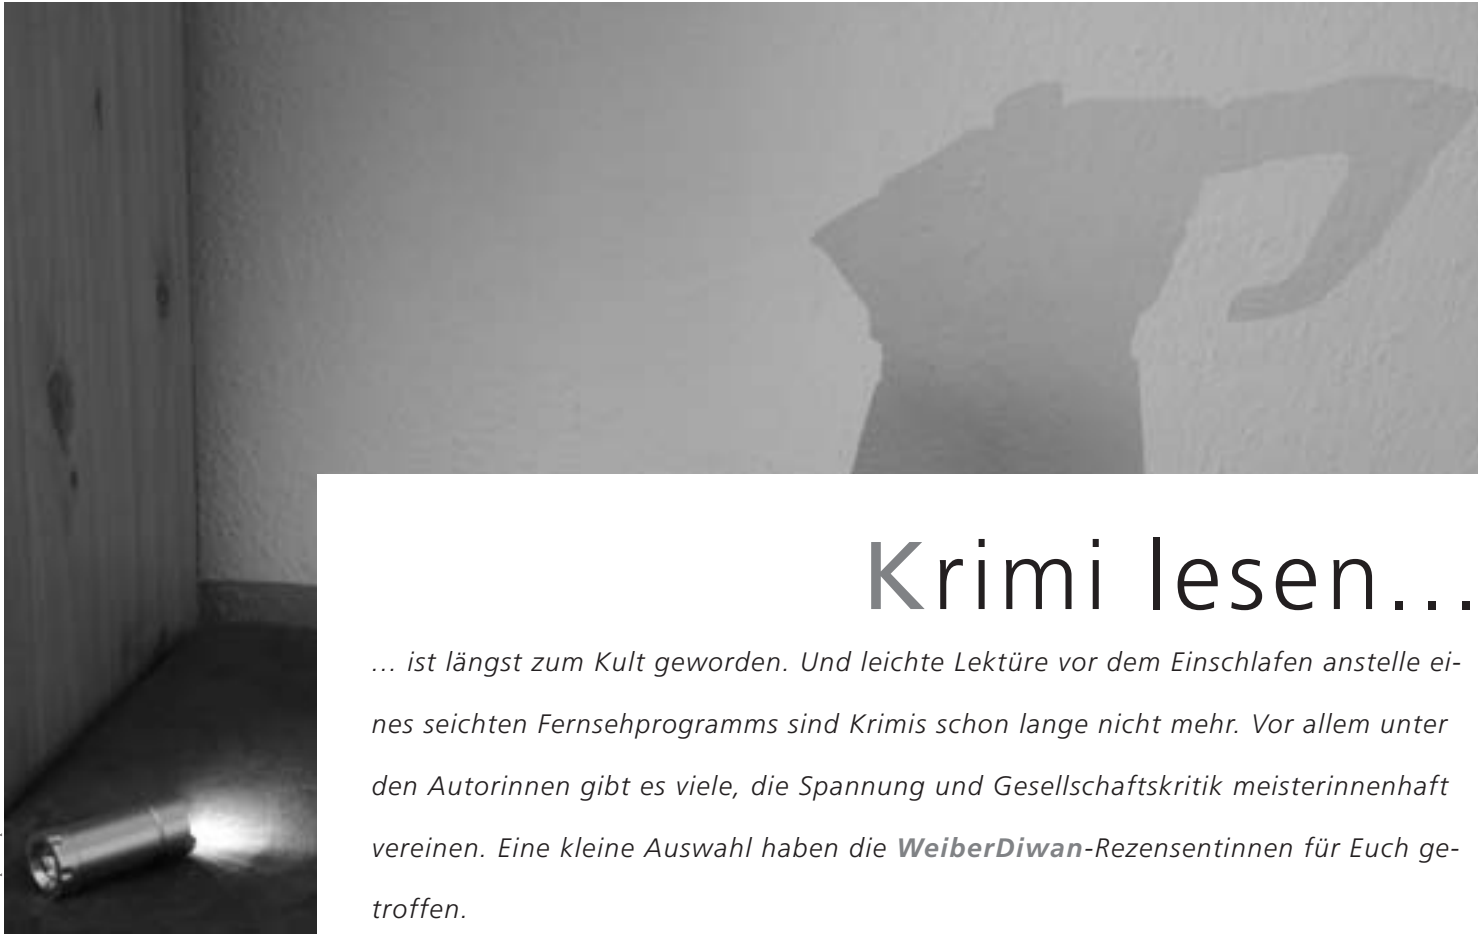 Krimi lesen...
... ist längst zum Kult geworden. Und leichte Lektüre vor dem Einschlafen anstelle ei-
nes seichten Fernsehprogramms sind Krimis schon lange nicht mehr. Vor allem unter
den Autorinnen gibt es viele, die Spannung und Gesellschaftskritik meisterinnenhaft
vereinen. Eine kleine Auswahl haben die WeiberDiwan-Rezensentinnen für Euch ge-
troffen.